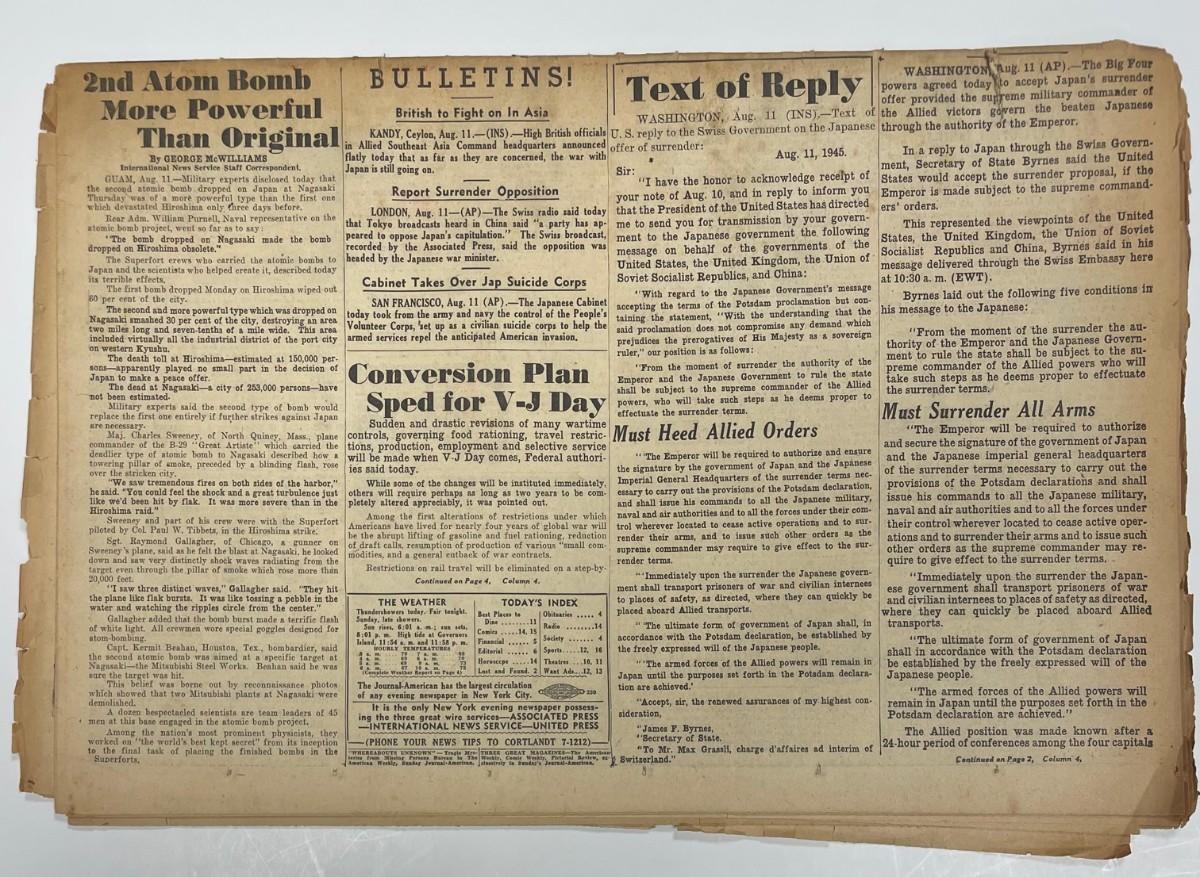 2nd Atom Bomb
More Powerful
Than Original
By GEORGE McWILLIAMS
International News Service Staff Correspondent.
GUAM, Aug. 11.—Military experts disclosed today that
the second atomic bomb dropped on Japan at Nagasaki
Thursday was of a more powerful type than the first one
which devastated Hiroshima only three days before.
Rear Adm. William Purnell, Naval representative on the
atomic bomb project, went so far as to say:
"The bomb dropped on Nagasaki made the bomb
dropped on Hiroshima obsolete."
The Superfort crews who carried the atomic bombs to
Japan and the scientists who helped create it, described today
its terrible effects.
The first bomb dropped Monday on Hiroshima wiped out
60 per cent of the city.
The second and more powerful type which was dropped on
Nagasaki smashed 30 per cent of the city, destroying an area
two miles long and seven-tenths of a mile wide. This area
included virtually all the industrial district of the port city
on western Kyushu.
The death toll at Hiroshima—estimated at 150,000 per-
sons—apparently played no small part in the decision of
Japan to make a peace offer.
The dead at Nagasaki—a city of 253,000 persons—have
not been estimated.
Military experts said the second type of bomb would
replace the first one entirely if further strikes against Japan
are necessary.
Maj. Charles Sweeney, of North Quincy, Mass., plane
commander of the B-29 "Great Artiste" which carried the
deadlier type of atomic bomb to Nagasaki described how a
towering pillar of smoke, preceded by a blinding flash, rose
over the stricken city.
"We saw tremendous fires on both sides of the harbor,"
he said. "You could feel the shock and a great turbulence just
like we'd been hit by flak. It was more severe than in the
Hiroshima raid."
Sweeney and part of his crew were with the Superfort
piloted by Col. Paul W. Tibbets, in the Hiroshima strike.
Sgt. Raymond Gallagher, of Chicago, a gunner on
Sweeney's plane, said as he felt the blast at Nagasaki, he looked
down and saw very distinctly shock waves radiating from the
target even through the pillar of smoke which rose more than
20,000 feet.
"I saw three distinct waves," Gallagher said. "They hit
the plane like flak bursts. It was like tossing a pebble in the
water and watching the ripples circle from the center."
Gallagher added that the bomb burst made a terrific flash
of white light. All crewmen wore special goggles designed for
atom-bombing.
Capt. Kermit Beahan, Houston, Tex., bombardier, said
the second atomic bomb was aimed at a specific target at
Nagasaki—the Mitsubishi Steel Works. Beahan said he was
sure the target was hit.
This belief was borne out by reconnaissance photos
which showed that two Mitsubishi plants at Nagasaki were
demolished.
A dozen bespectacled scientists are team leaders of 45
men at this base engaged in the atomic bomb project.
Among the nation's most prominent physicists, they
worked on "the world's best kept secret" from its inception
to the final task of placing the finished bombs in the
Superforts.
BULLETINS!
British to Fight on In Asia
KANDY, Ceylon, Aug. 11.—(INS).—High British officials
in Allied Southeast Asia Command headquarters announced
flatly today that as far as they are concerned, the war with
Japan is still going on.
Report Surrender Opposition
LONDON, Aug. 11—(AP)—The Swiss radio said today
that Tokyo broadcasts heard in China said "a party has ap-
peared to oppose Japan's capitulation." The Swiss broadcast,
recorded by the Associated Press, said the opposition was
headed by the Japanese war minister.
Cabinet Takes Over Jap Suicide Corps
SAN FRANCISCO, Aug. 11 (AP).—The Japanese Cabinet
today took from the army and navy the control of the People's
Volunteer Corps, set up as a civilian suicide corps to help the
armed services repel the anticipated American invasion.
Conversion Plan
Sped for V-J Day
Sudden and drastic revisions of many wartime
controls, governing food rationing, travel restric-
tions, production, employment and selective service
will be made when V-J Day comes, Federal authori-
ies said today.
While some of the changes will be instituted immediately,
others will require perhaps as long as two years to be com-
pletely altered appreciably, it was pointed out.
Among the first alterations of restrictions under which
Americans have lived for nearly four years of global war will
be the abrupt lifting of gasoline and fuel rationing, reduction
of draft calls, resumption of production of various "small com-
modities, and a general cutback of war contracts.
Restrictions on rail travel will be eliminated on a step-by-
Continued on Page 4, Column 4.
THE WEATHER
Thundershowers today. Fair tonight.
Sunday, late showers.
Sun rises, 6:01 a. m.; sun sets,
8:01 p. m. High tide at Governors
Island, 11:54 a. m. and 11:58 p. m.
HOURLY TEMPERATURES
(Complete Weather Report on Page 4)
TODAY'S INDEX
Best Places to
Dine ........11
Comics ....14, 15
Financial ..... 5
Editorial ..... 6
Horoscope ....14
Lost and Found. 2
Obituaries .... 4
Radio ........14
Society ...... 4
Sports....12, 16
Theatres...10, 11
Want Ads...12, 13
The Journal-American has the largest circulation
of any evening newspaper in New York City.
It is the only New York evening newspaper possess-
ing the three great wire services—ASSOCIATED PRESS
—INTERNATIONAL NEWS SERVICE—UNITED PRESS
(PHONE YOUR NEWS TIPS TO CORTLANDT 7-1212)
"WHEREABOUTS UNKNOWN"—Tragic Mys-
teries from Missing Persons Bureau in The
American Weekly, Sunday Journal-American.
THREE GREAT MAGAZINES—The American
Weekly, Comic Weekly, Pictorial Review, ex-
clusively in Sunday's Journal-American.
Text of Reply
WASHINGTON, Aug. 11 (INS).—Text of
U. S. reply to the Swiss Government on the Japanese
offer of surrender:
Aug. 11, 1945.
Sir:
"I have the honor to acknowledge receipt of
your note of Aug. 10, and in reply to inform you
that the President of the United States has directed
me to send you for transmission by your govern-
ment to the Japanese government the following
message on behalf of the governments of the
United States, the United Kingdom, the Union of
Soviet Socialist Republics, and China:
"With regard to the Japanese Government's message
accepting the terms of the Potsdam proclamation but con-
taining the statement, "With the understanding that the
said proclamation does not compromise any demand which
prejudices the prerogatives of His Majesty as a sovereign
ruler," our position is as follows:
"From the moment of surrender the authority of the
Emperor and the Japanese Government to rule the state
shall be subject to the supreme commander of the Allied
powers, who will take such steps as he deems proper to
effectuate the surrender terms.
Must Heed Allied Orders
"The Emperor will be required to authorize and ensure
the signature by the government of Japan and the Japanese
Imperial General Headquarters of the surrender terms nec-
essary to carry out the provisions of the Potsdam declaration,
and shall issue his commands to all the Japanese military,
naval and air authorities and to all the forces under their con-
trol wherever located to cease active operations and to sur-
render their arms, and to issue such other orders as the
supreme commander may require to give effect to the sur-
render terms.
"'Immediately upon the surrender the Japanese govern-
ment shall transport prisoners of war and civilian internees
to places of safety, as directed, where they can quickly be
placed aboard Allied transports.
"'The ultimate form of government of Japan shall, in
accordance with the Potsdam declaration, be established by
the freely expressed will of the Japanese people.
"'The armed forces of the Allied powers will remain in
Japan until the purposes set forth in the Potsdam declara-
tion are achieved.'
"Accept, sir, the renewed assurances of my highest con-
sideration,
"James F. Byrnes,
"Secretary of State.
"To Mr. Max Grassli, charge d'affaires ad interim of
Switzerland."
WASHINGTON, Aug. 11 (AP).—The Big Four
powers agreed today to accept Japan's surrender
offer provided the supreme military commander of
the Allied victors govern the beaten Japanese
through the authority of the Emperor.
In a reply to Japan through the Swiss Govern-
ment, Secretary of State Byrnes said the United
States would accept the surrender proposal, if the
Emperor is made subject to the supreme command-
ers' orders.
This represented the viewpoints of the United
States, the United Kingdom, the Union of Soviet
Socialist Republics and China, Byrnes said in his
message delivered through the Swiss Embassy here
at 10:30 a. m. (EWT).
Byrnes laid out the following five conditions in
his message to the Japanese:
"From the moment of the surrender the au-
thority of the Emperor and the Japanese Govern-
ment to rule the state shall be subject to the su-
preme commander of the Allied powers who will
take such steps as he deems proper to effectuate
the surrender terms.
Must Surrender All Arms
"The Emperor will be required to authorize
and secure the signature of the government of Japan
and the Japanese imperial general headquarters
of the surrender terms necessary to carry out the
provisions of the Potsdam declarations and shall
issue his commands to all the Japanese military,
naval and air authorities and to all the forces under
their control wherever located to cease active oper-
ations and to surrender their arms and to issue such
other orders as the supreme commander may re-
quire to give effect to the surrender terms.
"Immediately upon the surrender the Japan-
ese government shall transport prisoners of war
and civilian internees to places of safety as directed,
where they can quickly be placed aboard Allied
transports.
"The ultimate form of government of Japan
shall in accordance with the Potsdam declaration
be established by the freely expressed will of the
Japanese people.
"The armed forces of the Allied powers will
remain in Japan until the purposes set forth in the
Potsdam declaration are achieved."
The Allied position was made known after a
24-hour period of conferences among the four capitals
Continued on Page 2, Column 4,